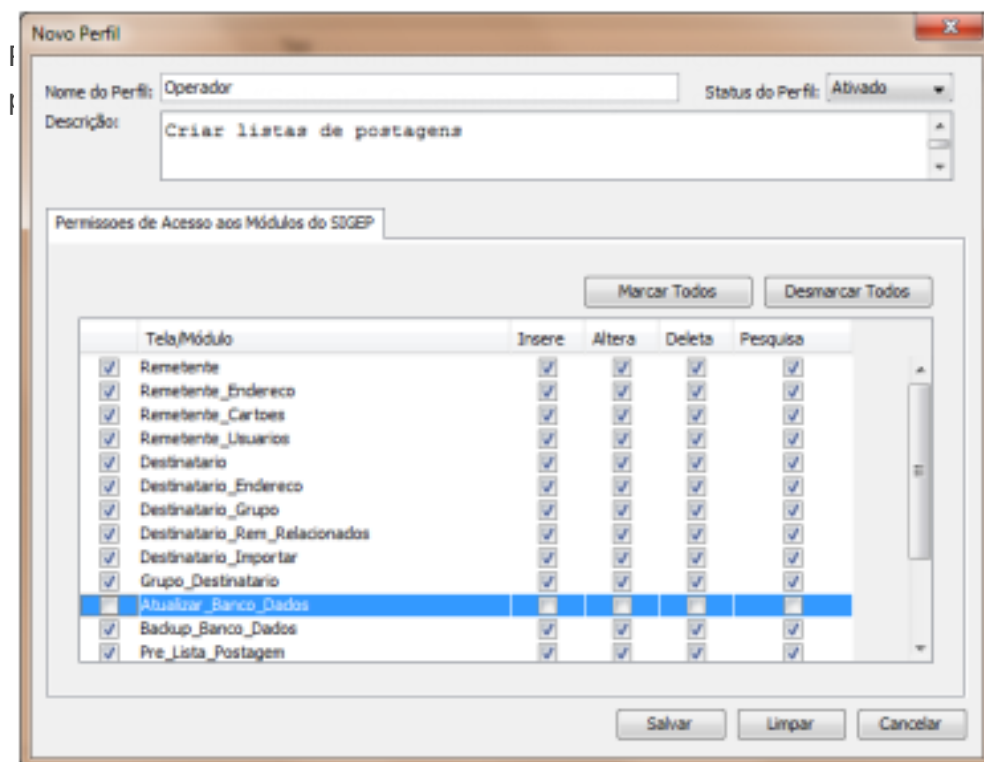 Novo Perfil
Nome do Perfil: Operador Status do Perfil: Ativado
Descrição: Criar listas de postagens
Permissoes de Acesso aos Módulos do SIGEP
Marcar Todos Desmarcar Todos
Tela/Módulo Insere Altera Deleta Pesquisa
Remetente
Remetente_Endereco
Remetente_Cartoes
Remetente_Usuarios
Destinatario
Destinatario_Endereco
Destinatario_Grupo
Destinatario_Rem_Relacionados
Destinatario_Importar
Grupo_Destinatario
Atualizar_Banco_Dados
Backup_Banco_Dados
Pre_Lista_Postagem
Salvar Limpar Cancelar